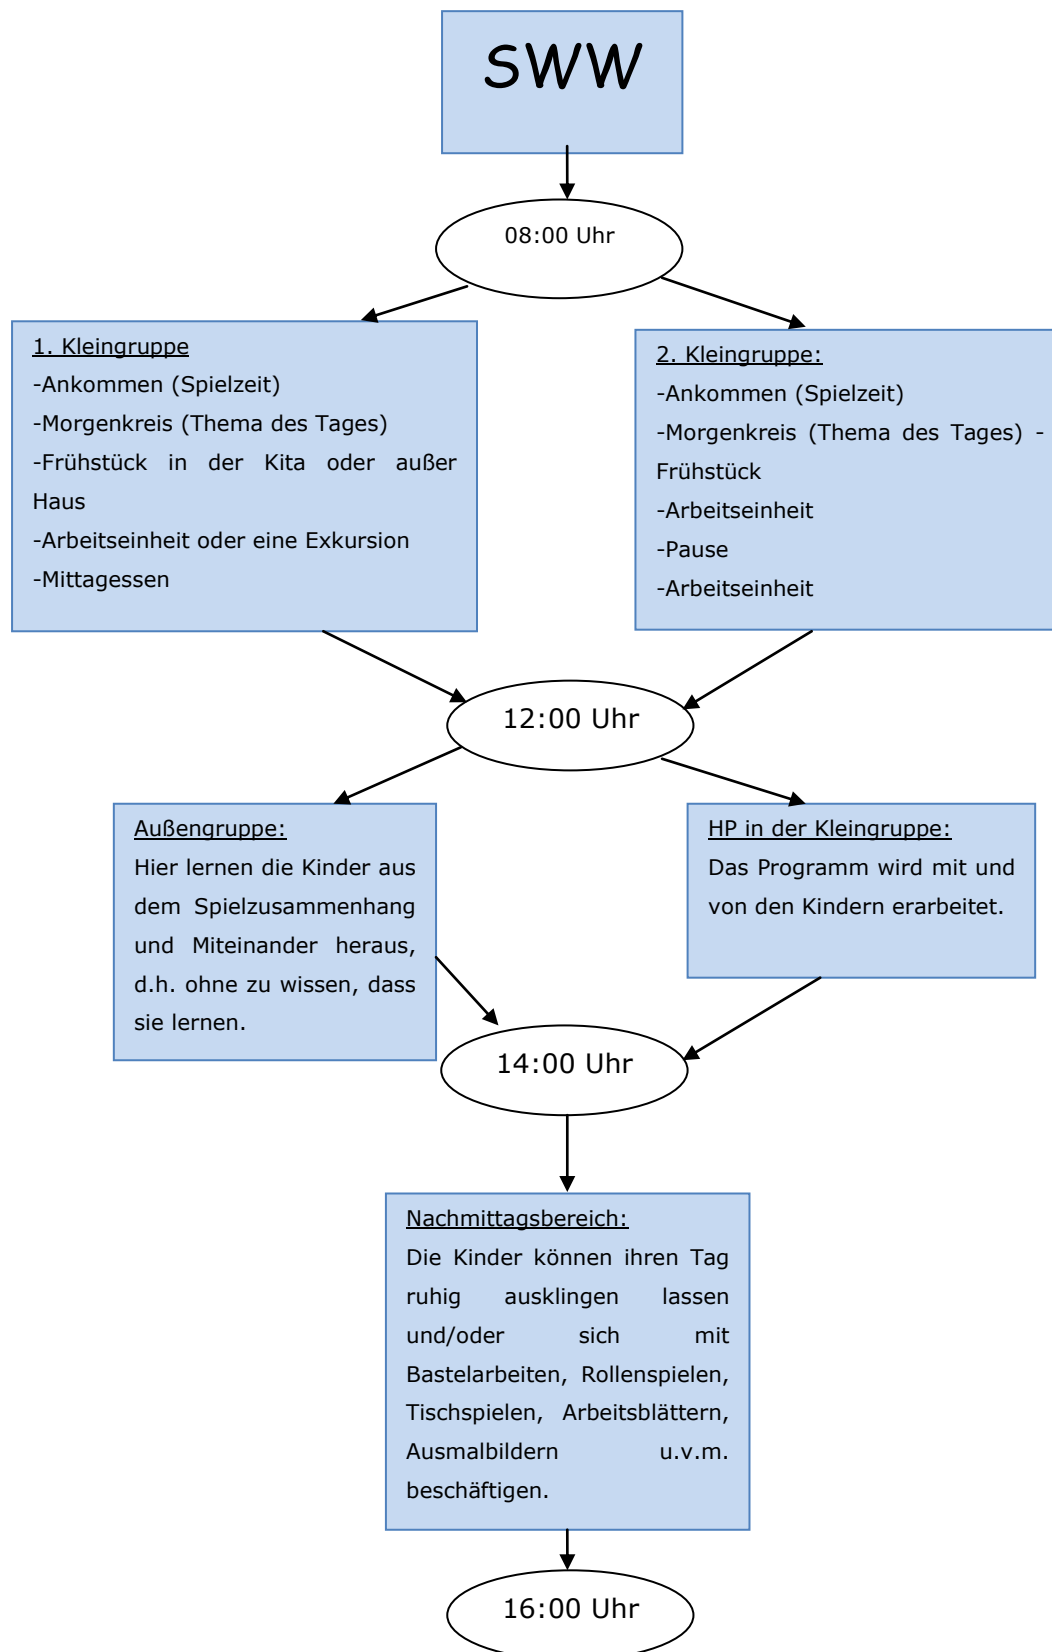 SWW
08:00 Uhr
1. Kleingruppe
-Ankommen (Spielzeit)
-Morgenkreis (Thema des Tages)
-Frühstück in der Kita oder außer
Haus
-Arbeitseinheit oder eine Exkursion
-Mittagessen
2. Kleingruppe:
-Ankommen (Spielzeit)
-Morgenkreis (Thema des Tages) -
Frühstück
-Arbeitseinheit
-Pause
-Arbeitseinheit
12:00 Uhr
Außengruppe:
Hier lernen die Kinder aus
dem Spielzusammenhang
und Miteinander heraus,
d.h. ohne zu wissen, dass
sie lernen.
HP in der Kleingruppe:
Das Programm wird mit und
von den Kindern erarbeitet.
14:00 Uhr
Nachmittagsbereich:
Die Kinder können ihren Tag
ruhig ausklingen lassen
und/oder sich mit
Bastelarbeiten, Rollenspielen,
Tischspielen, Arbeitsblättern,
Ausmalbildern u.v.m.
beschäftigen.
16:00 Uhr